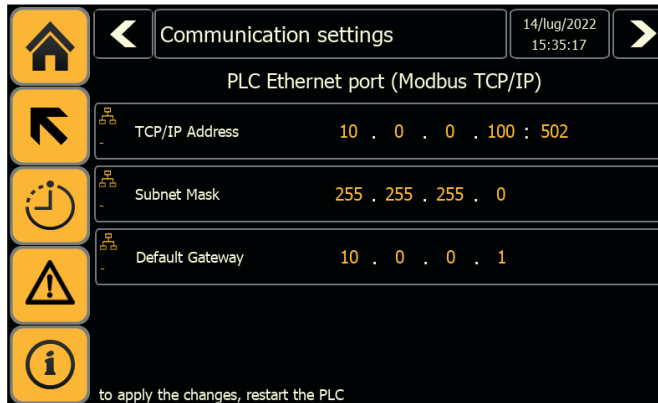 Communication settings
14/lug/2022
15:35:17
PLC Ethernet port (Modbus TCP/IP)
-
TCP/IP Address 10 . 0 . 0 . 100 : 502
-
Subnet Mask 255 . 255 . 255 . 0
-
Default Gateway 10 . 0 . 0 . 1
i
to apply the changes, restart the PLC